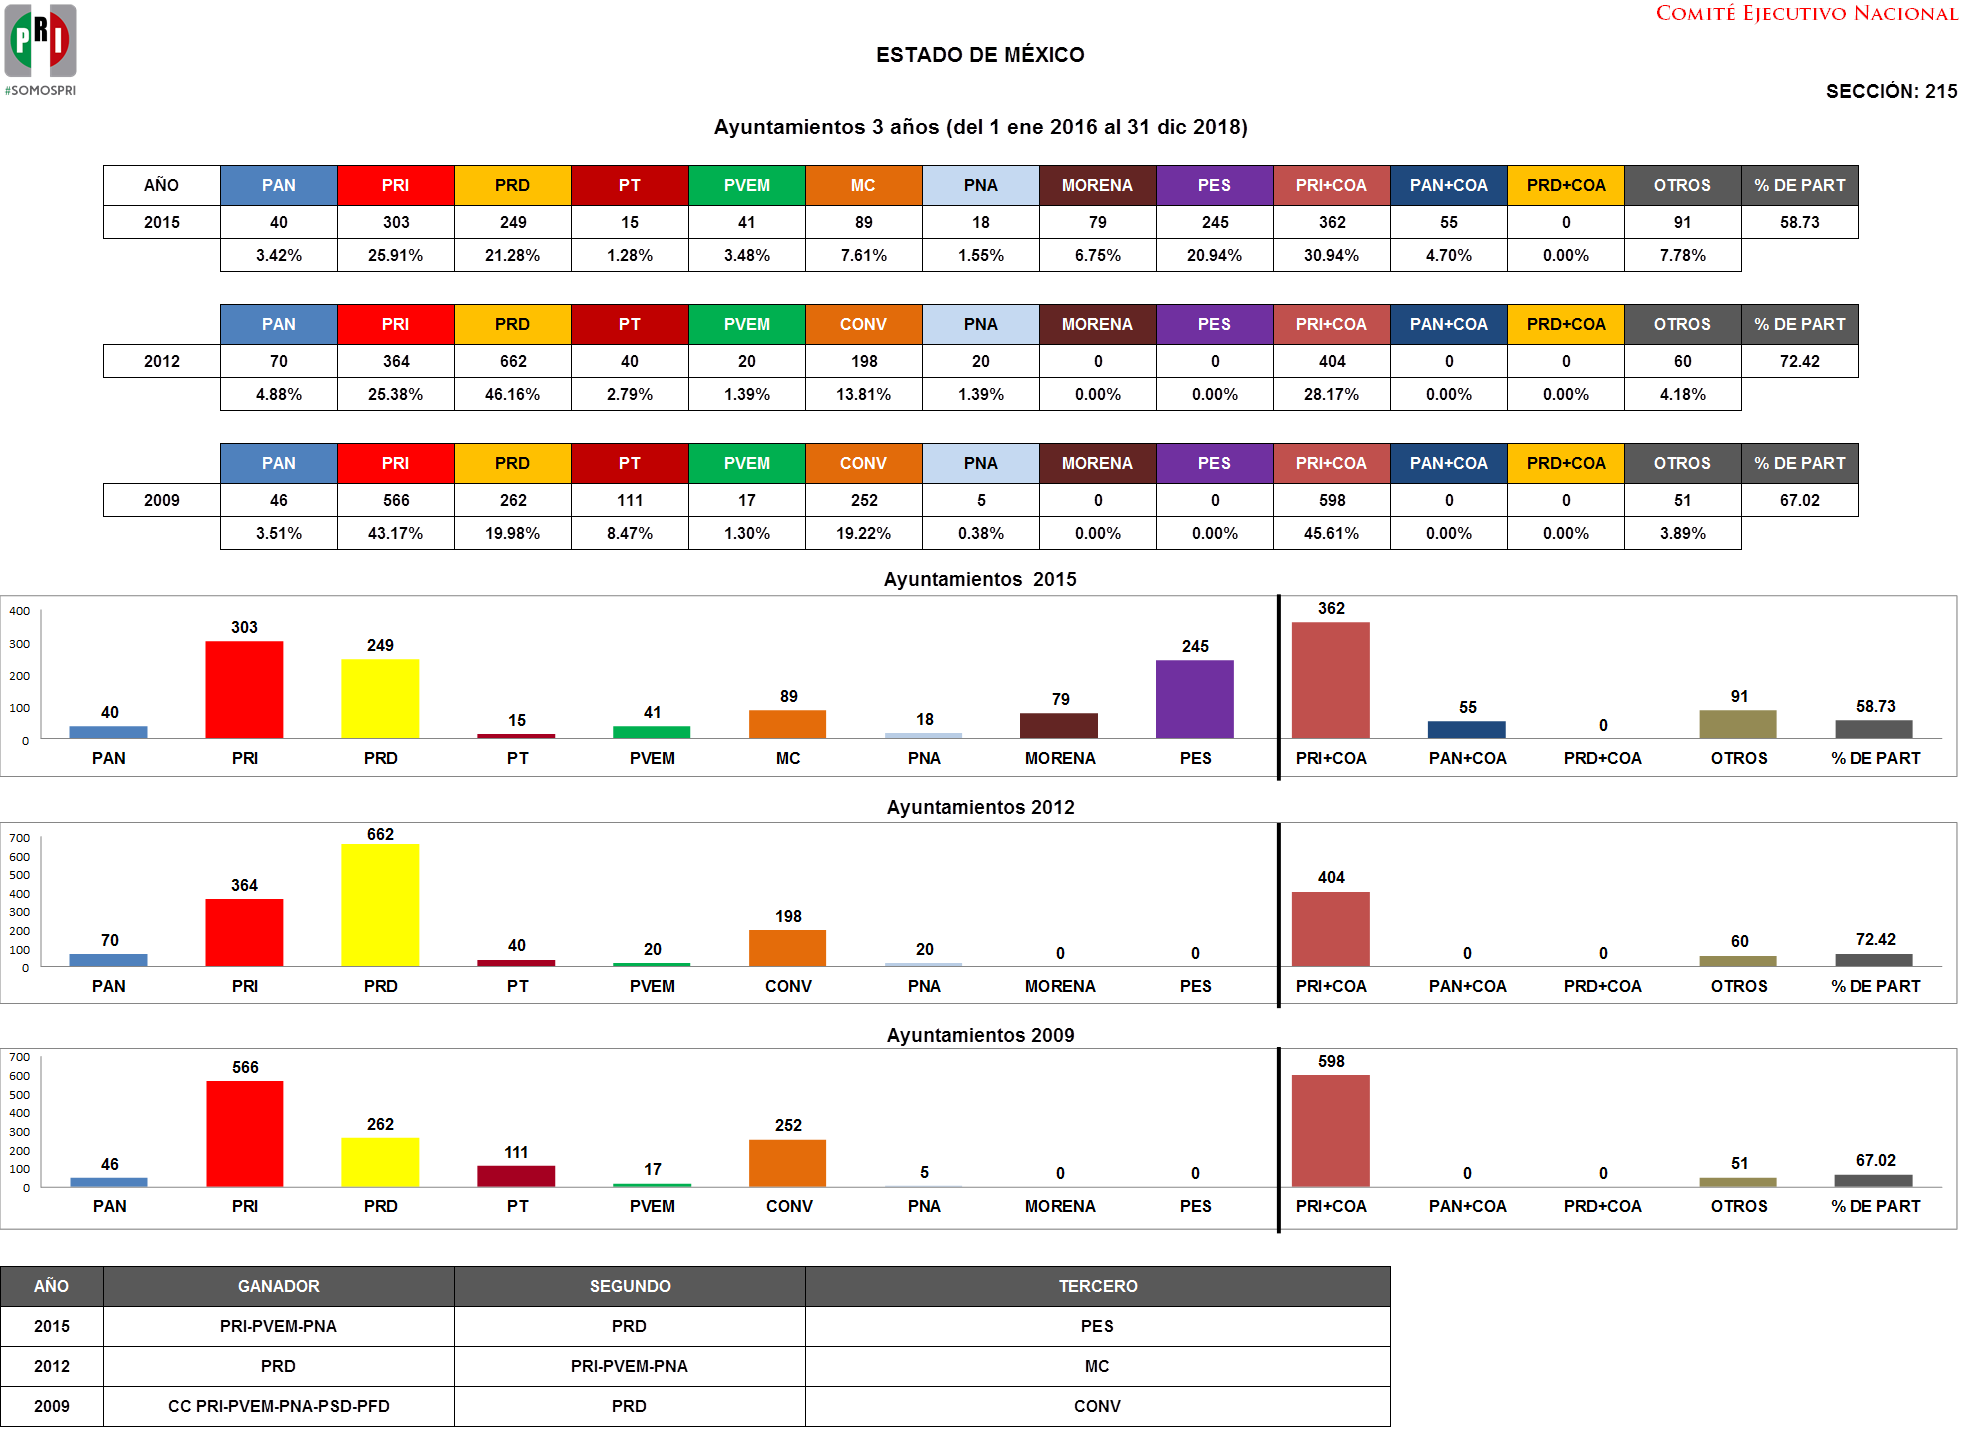 PRI
#SOMOSPRI
COMITÉ EJECUTIVO NACIONAL
ESTADO DE MÉXICO
SECCIÓN: 215
Ayuntamientos 3 años (del 1 ene 2016 al 31 dic 2018)
AÑO PAN PRI PRD PT PVEM MC PNA MORENA PES PRI+COA PAN+COA PRD+COA OTROS % DE PART
2015 40 303 249 15 41 89 18 79 245 362 55 0 91 58.73
3.42% 25.91% 21.28% 1.28% 3.48% 7.61% 1.55% 6.75% 20.94% 30.94% 4.70% 0.00% 7.78%
PAN PRI PRD PT PVEM CONV PNA MORENA PES PRI+COA PAN+COA PRD+COA OTROS % DE PART
2012 70 364 662 40 20 198 20 0 0 404 0 0 60 72.42
4.88% 25.38% 46.16% 2.79% 1.39% 13.81% 1.39% 0.00% 0.00% 28.17% 0.00% 0.00% 4.18%
PAN PRI PRD PT PVEM CONV PNA MORENA PES PRI+COA PAN+COA PRD+COA OTROS % DE PART
2009 46 566 262 111 17 252 5 0 0 598 0 0 51 67.02
3.51% 43.17% 19.98% 8.47% 1.30% 19.22% 0.38% 0.00% 0.00% 45.61% 0.00% 0.00% 3.89%
Ayuntamientos 2015
400
300
200
100
0
40 303 249 15 41 89 18 79 245 362 55 0 91 58.73
PAN PRI PRD PT PVEM MC PNA MORENA PES PRI+COA PAN+COA PRD+COA OTROS % DE PART
Ayuntamientos 2012
700
600
500
400
300
200
100
0
70 364 662 40 20 198 20 0 0 404 0 0 60 72.42
PAN PRI PRD PT PVEM CONV PNA MORENA PES PRI+COA PAN+COA PRD+COA OTROS % DE PART
Ayuntamientos 2009
700
600
500
400
300
200
100
0
46 566 262 111 17 252 5 0 0 598 0 0 51 67.02
PAN PRI PRD PT PVEM CONV PNA MORENA PES PRI+COA PAN+COA PRD+COA OTROS % DE PART
AÑO GANADOR SEGUNDO TERCERO
2015 PRI-PVEM-PNA PRD PES
2012 PRD PRI-PVEM-PNA MC
2009 CC PRI-PVEM-PNA-PSD-PFD PRD CONV